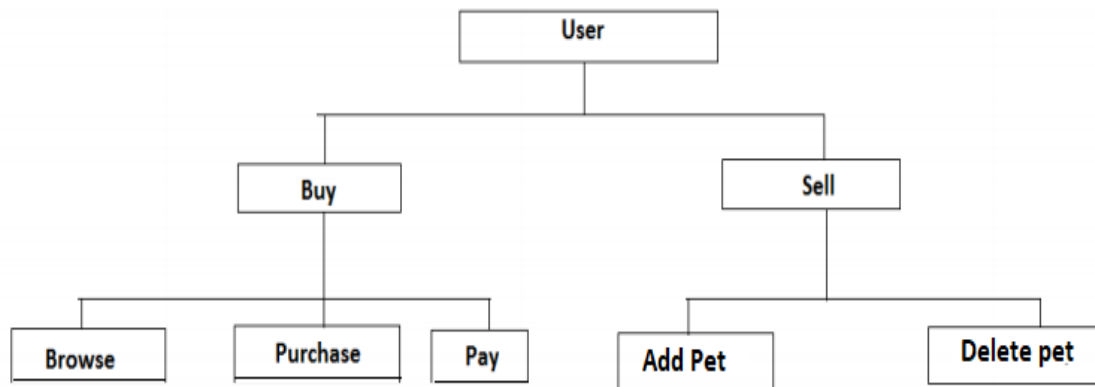 User
Buy
Sell
Browse
Purchase
Pay
Add Pet
Delete pet